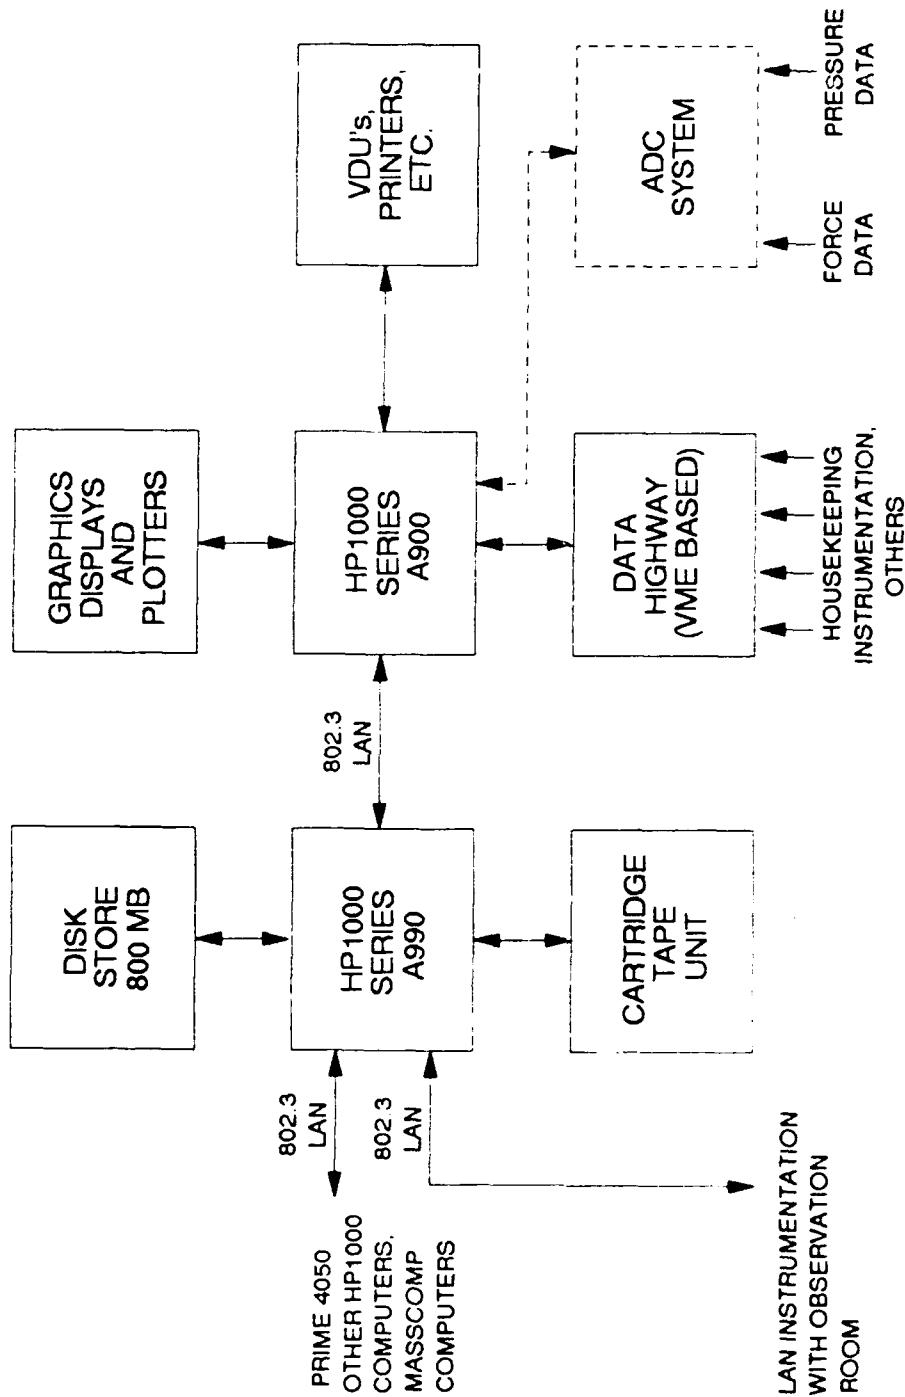 DISK
STORE
800 MB
GRAPHICS
DISPLAYS
AND
PLOTTERS
802.3
LAN
PRIME 4050
OTHER HP1000
COMPUTERS,
MASSCOMP
COMPUTERS
802.3
LAN
HP1000
SERIES
A990
802.3
LAN
HP1000
SERIES
A900
VDU's,
PRINTERS,
ETC.
CARTRIDGE
TAPE
UNIT
DATA
HIGHWAY
(VME BASED)
ADC
SYSTEM
LAN INSTRUMENTATION
WITH OBSERVATION
ROOM
HOUSEKEEPING
INSTRUMENTATION,
OTHERS
FORCE
DATA
PRESSURE
DATA